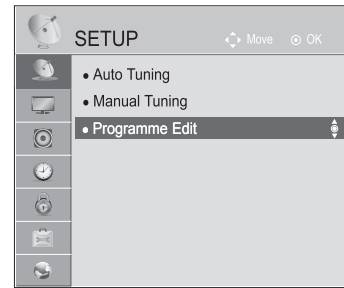 SETUP
Move OK
• Auto Tuning
• Manual Tuning
• Programme Edit